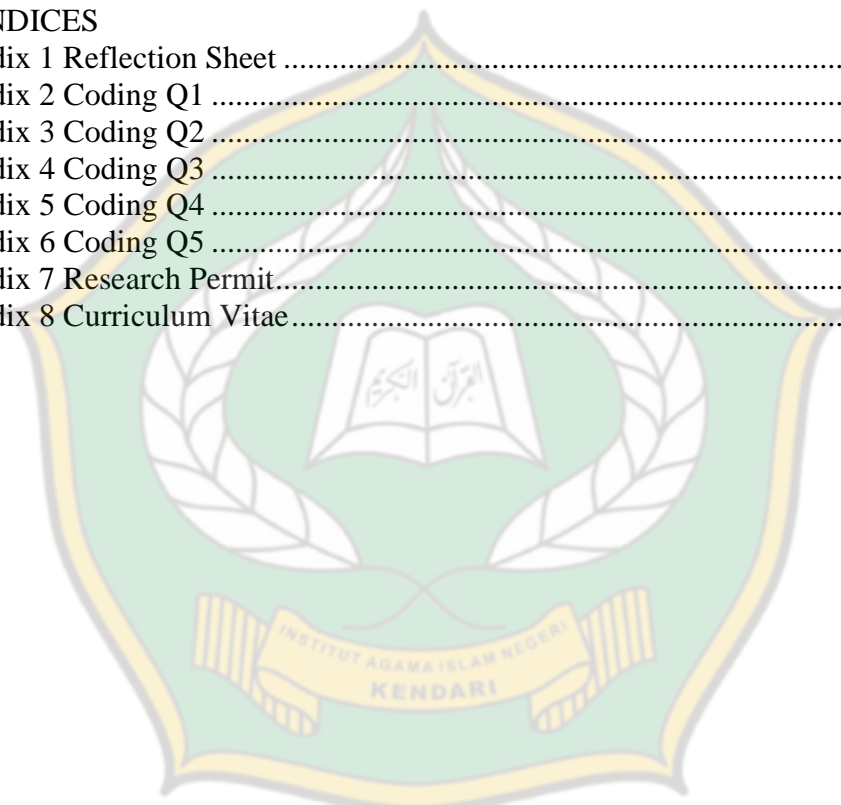 NDICES
dix 1 Reflection Sheet ............................................................................
dix 2 Coding Q1 ....................................................................................
dix 3 Coding Q2 ....................................................................................
dix 4 Coding Q3 ....................................................................................
dix 5 Coding Q4 ....................................................................................
dix 6 Coding Q5 ....................................................................................
dix 7 Research Permit.............................................................................
dix 8 Curriculum Vitae...........................................................................
القرآن الكريم
INSTITUT AGAMA ISLAM NEGERI
KENDARI